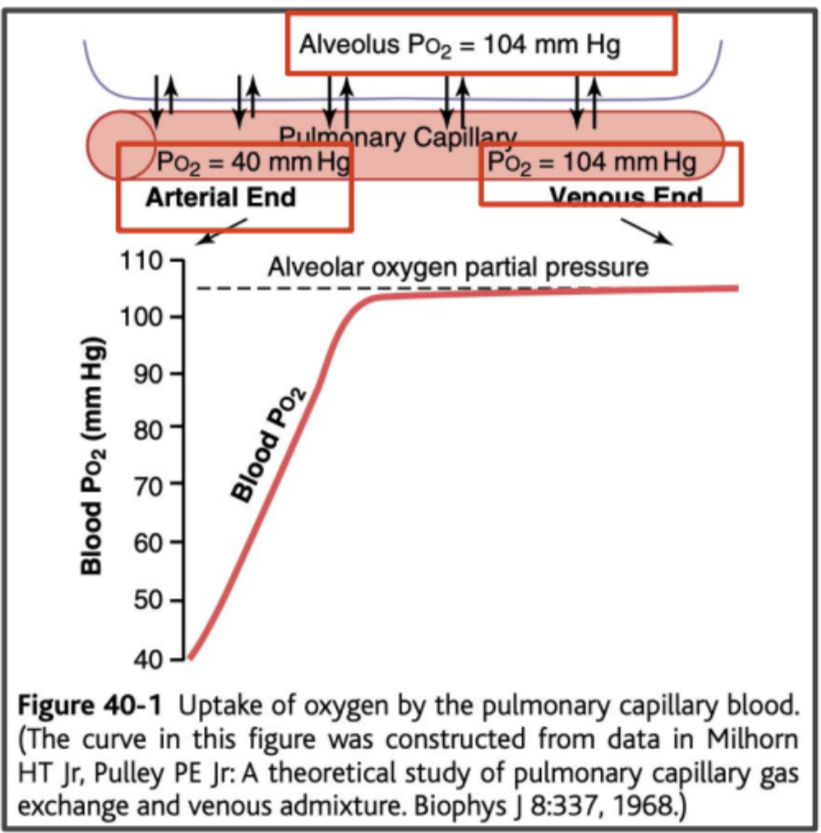 Alveolus PO₂ = 104 mm Hg
Pulmonary Capillary
PO₂ = 40 mm Hg
PO₂ = 104 mm Hg
Arterial End
Venous End
Alveolar oxygen partial pressure
Blood PO₂ (mm Hg)
110
100
90
80
70
60
50
40
Blood PO₂
Figure 40-1 Uptake of oxygen by the pulmonary capillary blood.
(The curve in this figure was constructed from data in Milhorn
HT Jr, Pulley PE Jr: A theoretical study of pulmonary capillary gas
exchange and venous admixture. Biophys J 8:337, 1968.)